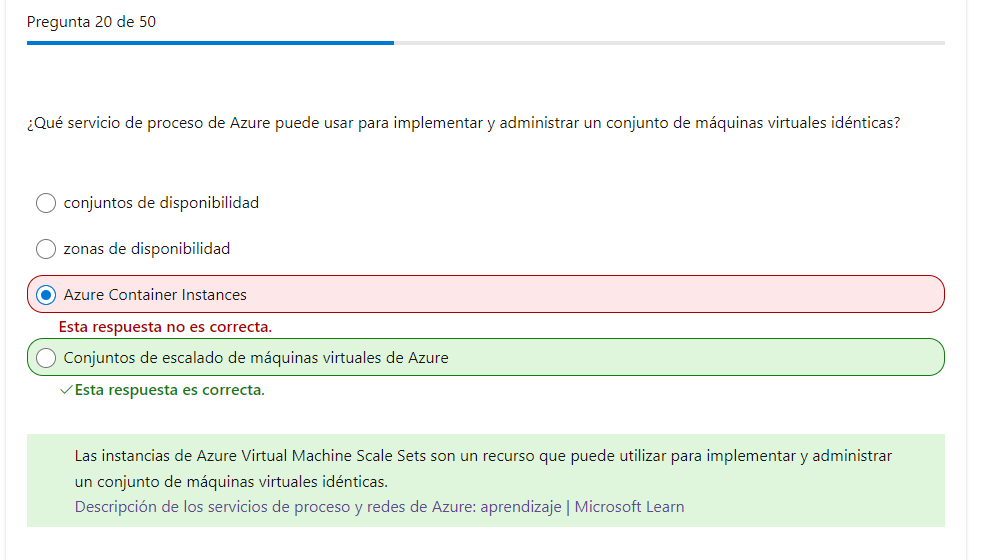 Pregunta 20 de 50
¿Qué servicio de proceso de Azure puede usar para implementar y administrar un conjunto de máquinas virtuales idénticas?
conjuntos de disponibilidad
zonas de disponibilidad
Azure Container Instances
Esta respuesta no es correcta.
Conjuntos de escalado de máquinas virtuales de Azure
Esta respuesta es correcta.
Las instancias de Azure Virtual Machine Scale Sets son un recurso que puede utilizar para implementar y administrar
un conjunto de máquinas virtuales idénticas.
Descripción de los servicios de proceso y redes de Azure: aprendizaje | Microsoft Learn